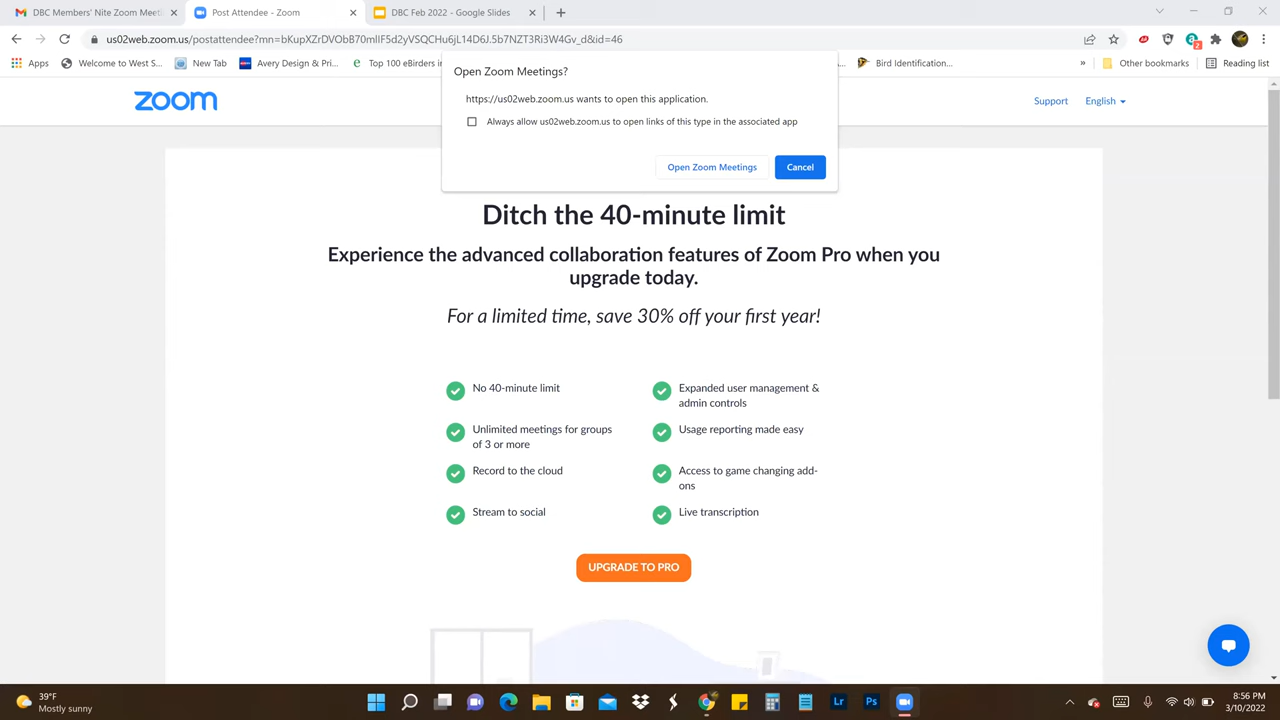 DBC Members' Nite Zoom Meeti
Post Attendee - Zoom
DBC Feb 2022 - Google Slides
us02web.zoom.us/postattendee?mn=bKupXZrDVObB70mlIF5d2yVSQCHu6jL14D6J.5b7NZT3Ri3W4Gv_d&id=46
2
Apps
Welcome to West S...
New Tab
Avery Design & Pri...
Top 100 eBinders in
...
Bird Identification...
»
Other bookmarks
Reading list
Open Zoom Meetings?
https://us02web.zoom.us wants to open this application.
Always allow us02web.zoom.us to open links of this type in the associated app
Open Zoom Meetings
Cancel
zoom
Support
English
Ditch the 40-minute limit
Experience the advanced collaboration features of Zoom Pro when you
upgrade today.
For a limited time, save 30% off your first year!
No 40-minute limit
Unlimited meetings for groups
of 3 or more
Record to the cloud
Stream to social
Expanded user management &
admin controls
Usage reporting made easy
Access to game changing add-
ons
Live transcription
UPGRADE TO PRO
39°F
Mostly sunny
Lr
Ps
8:56 PM
3/10/2022